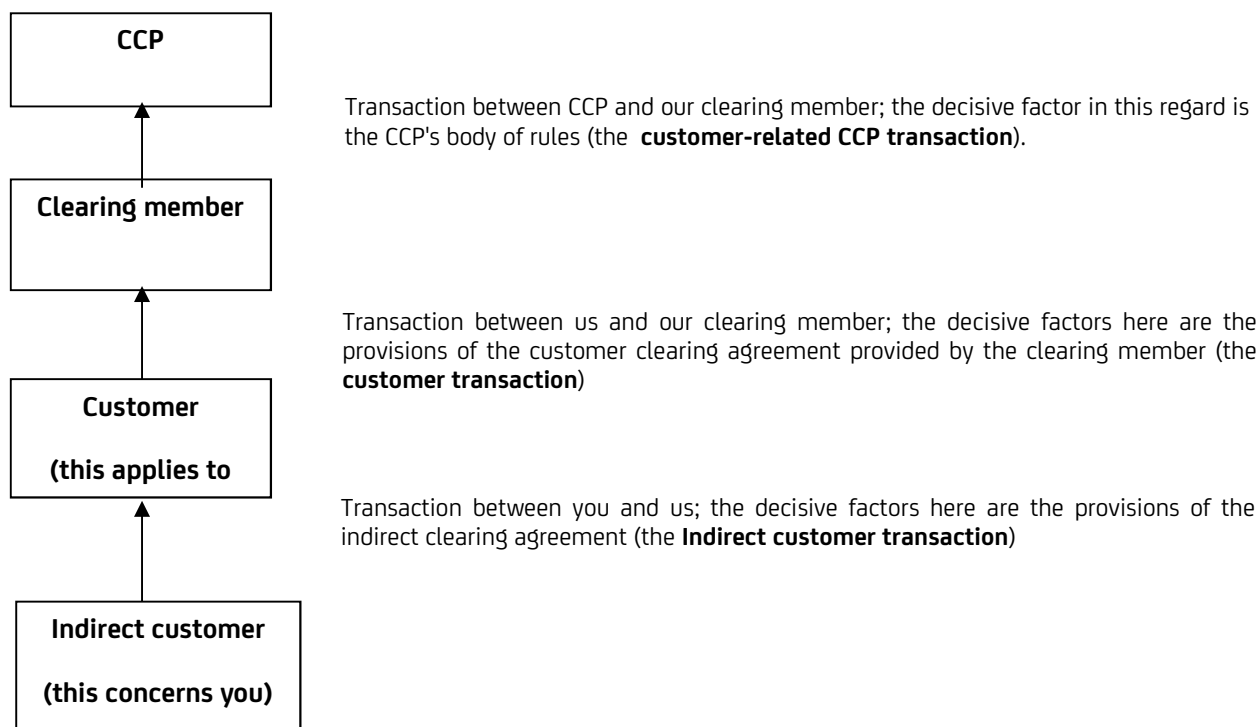 CCP
Transaction between CCP and our clearing member; the decisive factor in this regard is
the CCP's body of rules (the customer-related CCP transaction).
Clearing member
Transaction between us and our clearing member; the decisive factors here are the
provisions of the customer clearing agreement provided by the clearing member (the
customer transaction)
Customer
(this applies to
Transaction between you and us; the decisive factors here are the provisions of the
indirect clearing agreement (the Indirect customer transaction)
Indirect customer
(this concerns you)